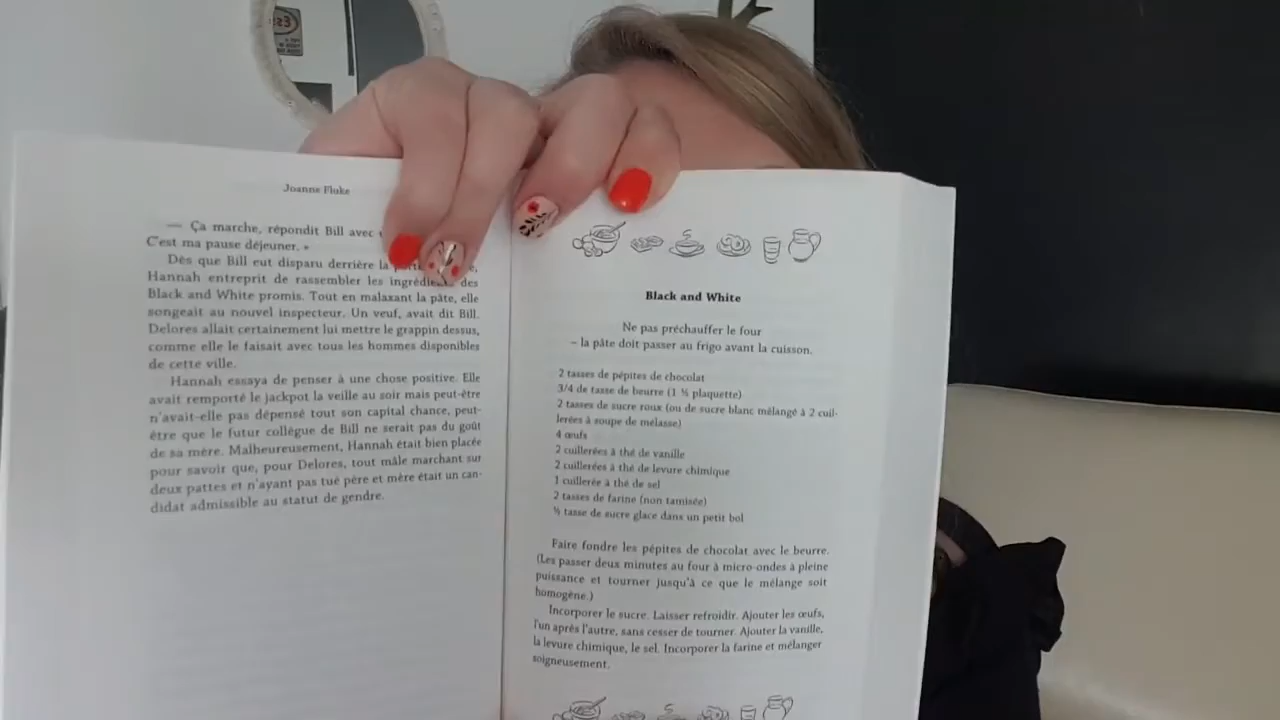 Joanne Fluke
— Ça marche, répondit Bill avec
C'est ma pause déjeuner. »
Dès que Bill eut disparu derrière la
Hannah entreprit de rassembler les ingrédients des
Black and White promis. Tout en malaxant la pâte, elle
songeait au nouvel inspecteur. Un veuf, avait dit Bill.
Delores allait certainement lui mettre le grappin dessus,
comme elle le faisait avec tous les hommes disponibles
de cette ville.
Hannah essaya de penser à une chose positive. Elle
avait remporté le jackpot la veille au soir mais peut-être
n'avait-elle pas dépensé tout son capital chance, peut-
être que le futur collègue de Bill ne serait pas du goût
de sa mère. Malheureusement, Hannah était bien placée
pour savoir que, pour Delores, tout mâle marchant sur
deux pattes et n'ayant pas tué père et mère était un can-
didat admissible au statut de gendre.
Black and White
Ne pas préchauffer le four
– la pâte doit passer au frigo avant la cuisson.
2 tasses de pépites de chocolat
3/4 de tasse de beurre (1 ½ plaquette)
2 tasses de sucre roux (ou de sucre blanc mélangé à 2 cuil-
lerées à soupe de mélasse)
4 œufs
2 cuillerées à thé de vanille
2 cuillerées à thé de levure chimique
1 cuillerée à thé de sel
2 tasses de farine (non tamisée)
½ tasse de sucre glace dans un petit bol
Faire fondre les pépites de chocolat avec le beurre.
(Les passer deux minutes au four à micro-ondes à pleine
puissance et tourner jusqu'à ce que le mélange soit
homogène.)
Incorporer le sucre. Laisser refroidir. Ajouter les œufs,
l'un après l'autre, sans cesser de tourner. Ajouter la vanille,
la levure chimique, le sel. Incorporer la farine et mélanger
soigneusement.